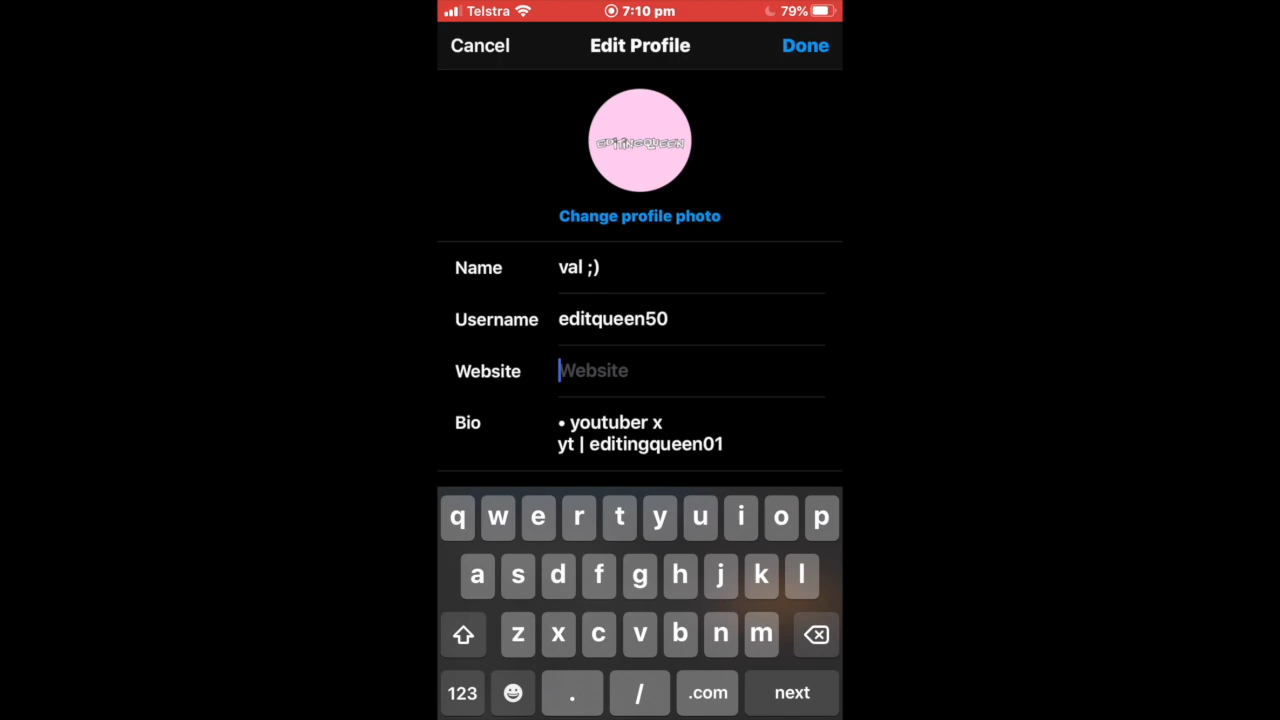 Telstra 7:10 pm 79%
Cancel Edit Profile Done
EDITINGQUEEN
Change profile photo
Name val ;)
Username editqueen50
Website Website
Bio • youtuber x
yt | editingqueen01
q w e r t y u i o p
a s d f g h j k l
z x c v b n m
123 . / .com next